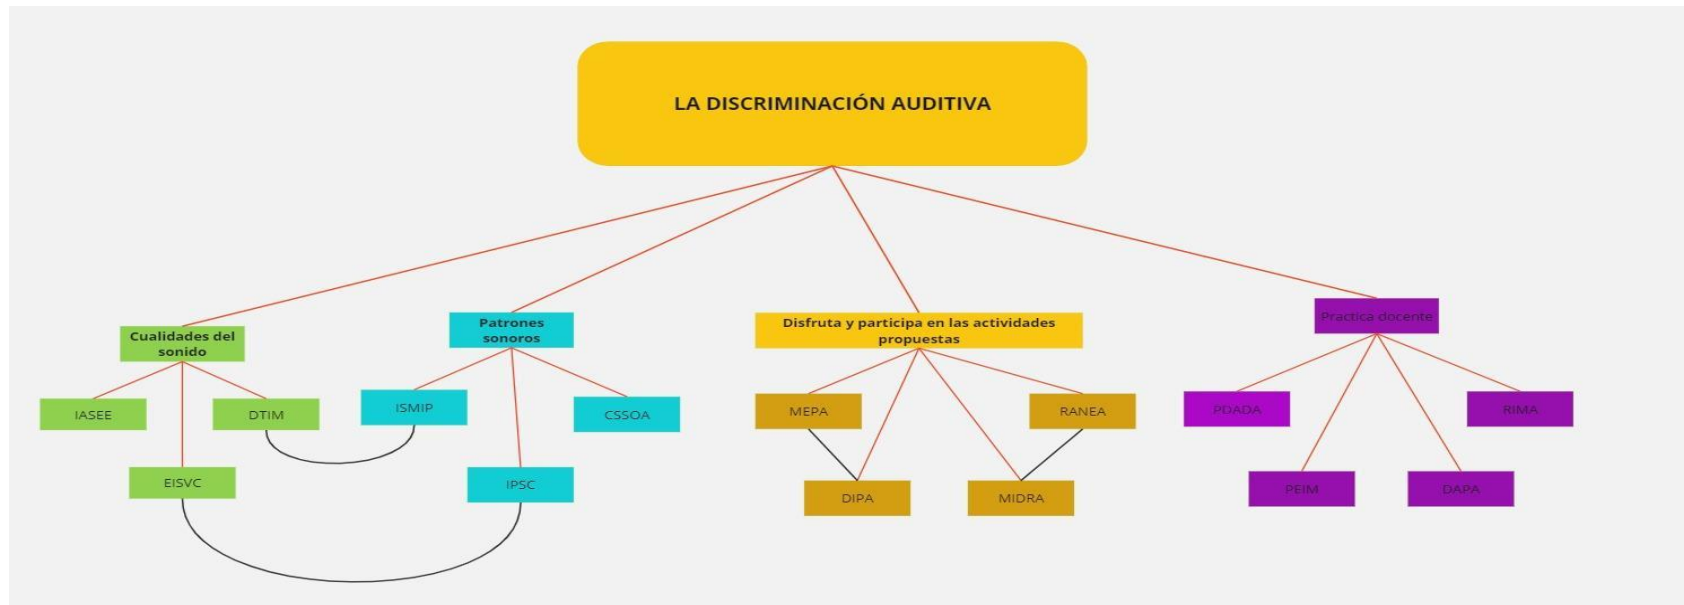 LA DISCRIMINACIÓN AUDITIVA
Cualidades del
sonido
IASEE
DTIM
EISVC
Patrones
sonoros
ISMIP
CSSOA
IPSC
Disfruta y participa en las actividades
propuestas
MEPA
RANEA
DIPA
MIDRA
Practica docente
PDADA
RIMA
PEIM
DAPA